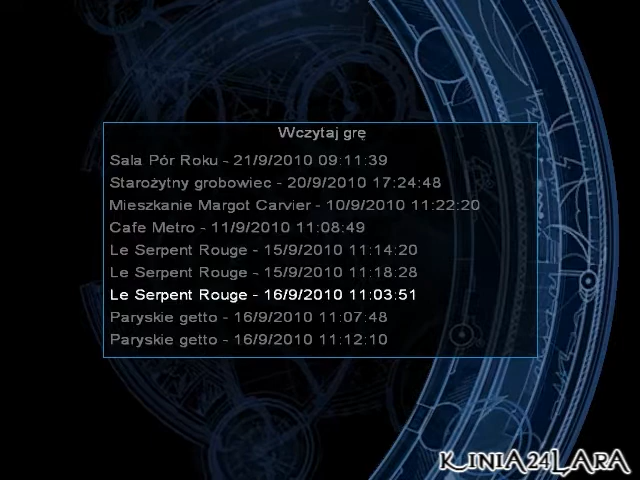 Wczytaj grę
Sala Pór Roku - 21/9/2010 09:11:39
Starożytny grobowiec - 20/9/2010 17:24:48
Mieszkanie Margot Carvier - 10/9/2010 11:22:20
Cafe Metro - 11/9/2010 11:08:49
Le Serpent Rouge - 15/9/2010 11:14:20
Le Serpent Rouge - 15/9/2010 11:18:28
Le Serpent Rouge - 16/9/2010 11:03:51
Paryskie getto - 16/9/2010 11:07:48
Paryskie getto - 16/9/2010 11:12:10
KINIA24LARA